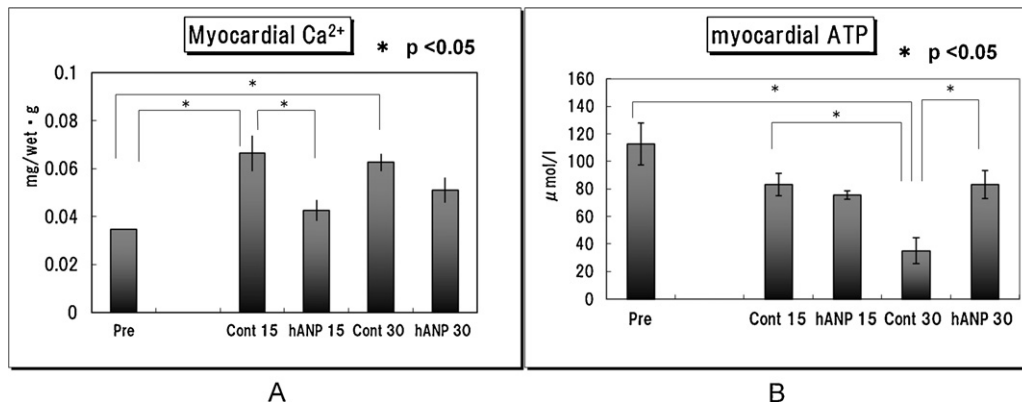 Myocardial Ca²⁺
* p <0.05
mg/wet・g
0.1
0.08
0.06
0.04
0.02
0
*
*
*
Pre
Cont 15
hANP 15
Cont 30
hANP 30
A
myocardial ATP
* p <0.05
μmol/l
160
140
120
100
80
60
40
20
0
*
*
*
Pre
Cont 15
hANP 15
Cont 30
hANP 30
B